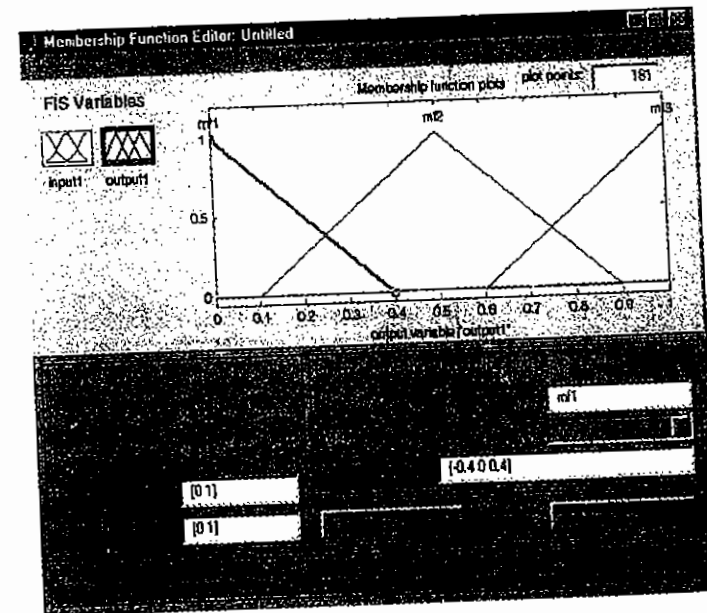 Membership Function Editor: Untitled
FIS Variables
Membership function plots
plot points:
181
input1
output1
mf1
mf2
mf3
1
0.5
0
0 0.1 0.2 0.3 0.4 0.5 0.6 0.7 0.8 0.9 1
output variable "output1"
mf1
[-0.4 0 0.4]
[0 1]
[0 1]